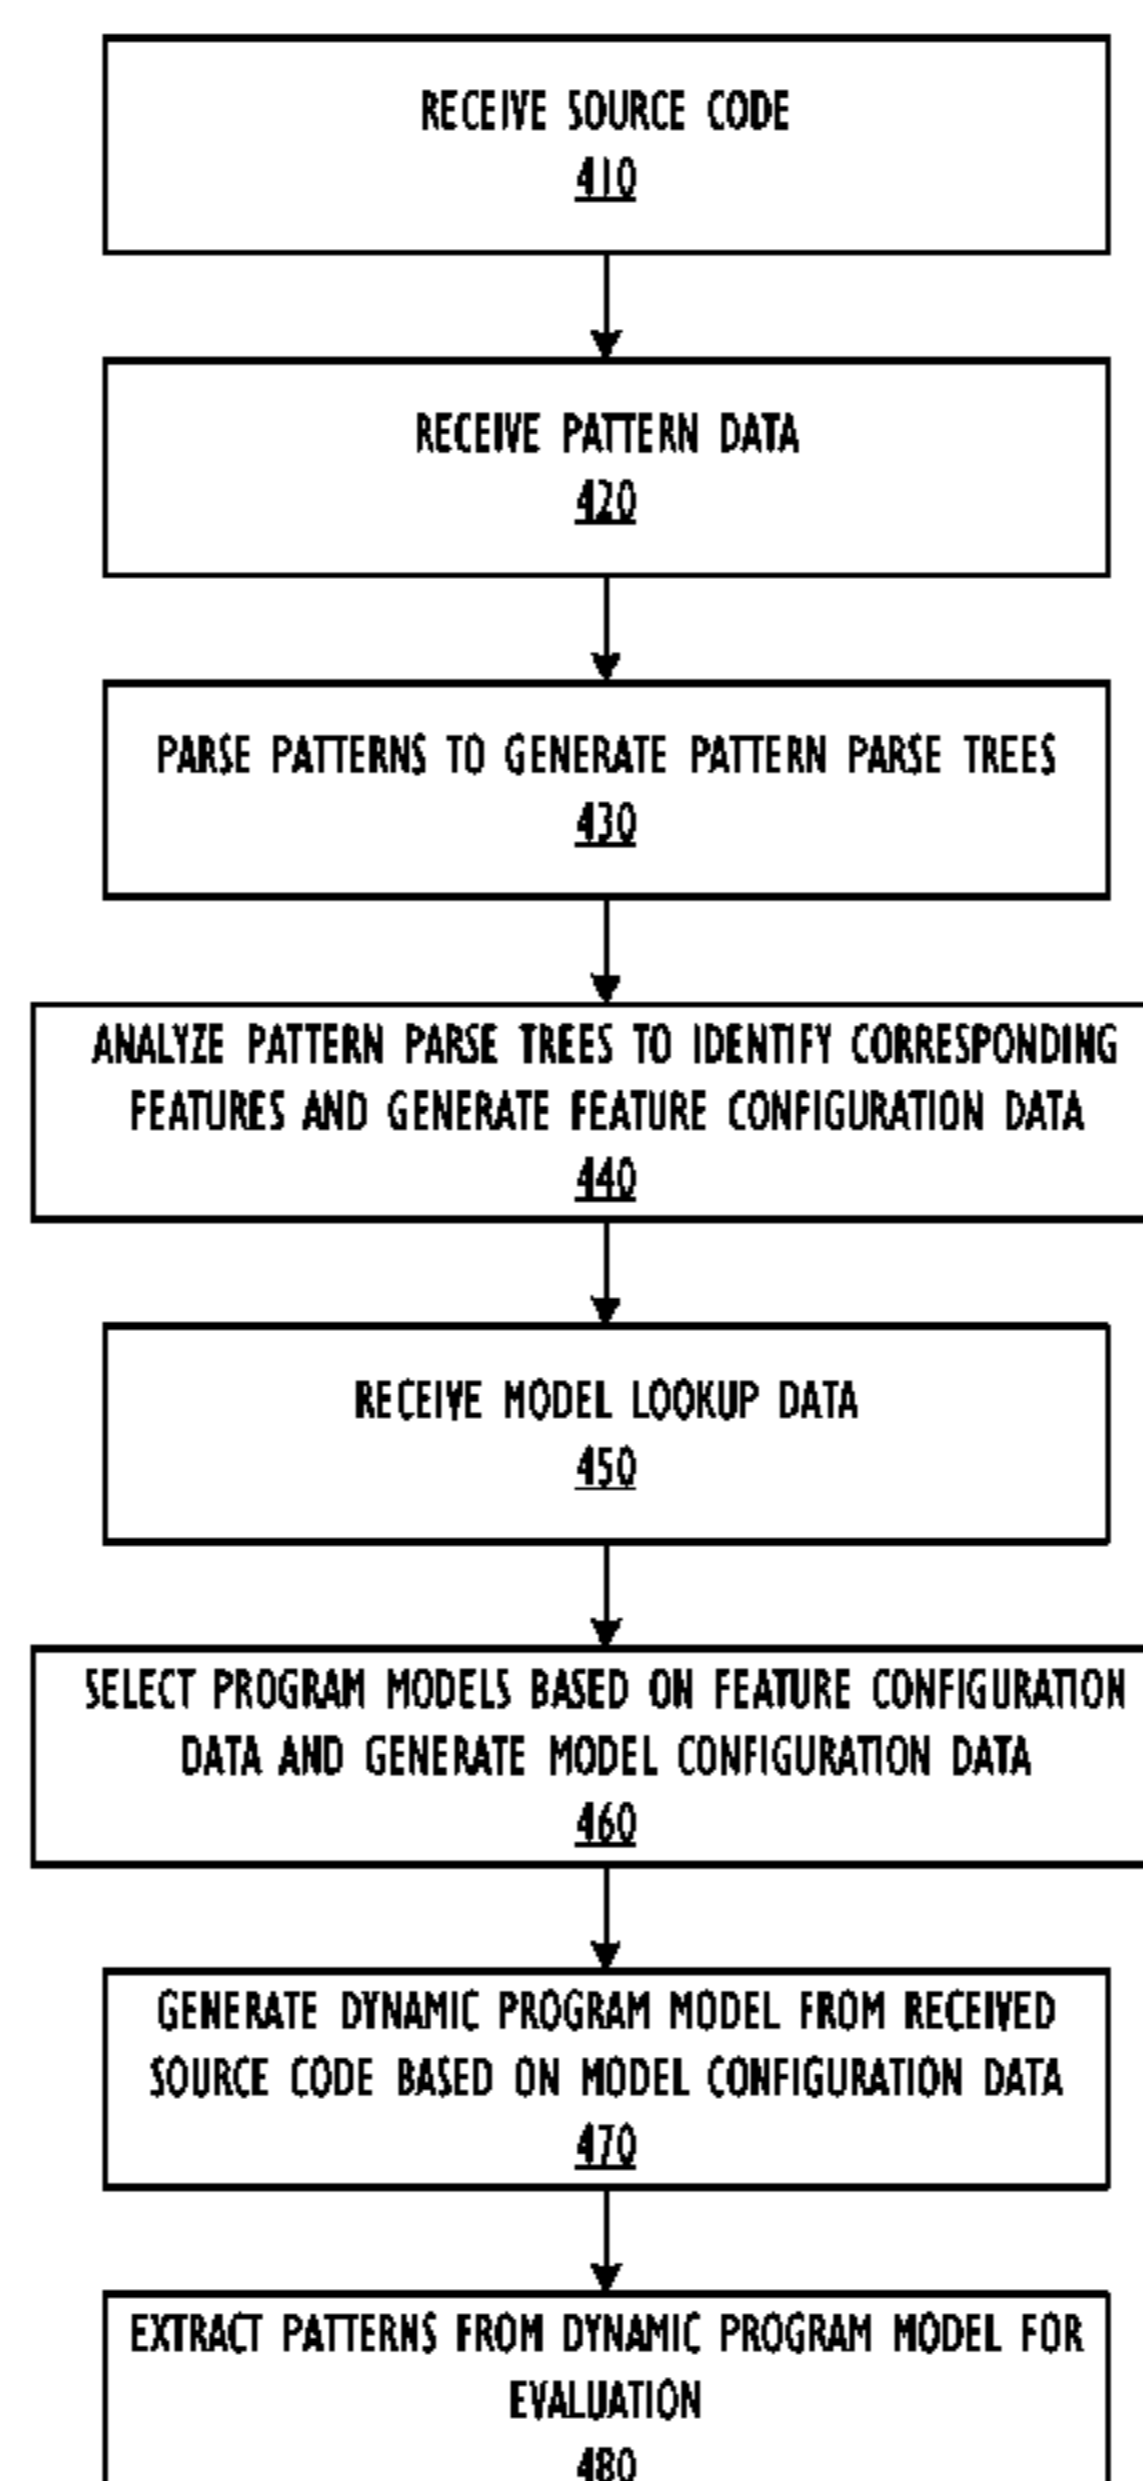 RECEIVE SOURCE CODE
410
RECEIVE PATTERN DATA
420
PARSE PATTERNS TO GENERATE PATTERN PARSE TREES
430
ANALYZE PATTERN PARSE TREES TO IDENTIFY CORRESPONDING
FEATURES AND GENERATE FEATURE CONFIGURATION DATA
440
RECEIVE MODEL LOOKUP DATA
450
SELECT PROGRAM MODELS BASED ON FEATURE CONFIGURATION
DATA AND GENERATE MODEL CONFIGURATION DATA
460
GENERATE DYNAMIC PROGRAM MODEL FROM RECEIVED
SOURCE CODE BASED ON MODEL CONFIGURATION DATA
470
EXTRACT PATTERNS FROM DYNAMIC PROGRAM MODEL FOR
EVALUATION
480